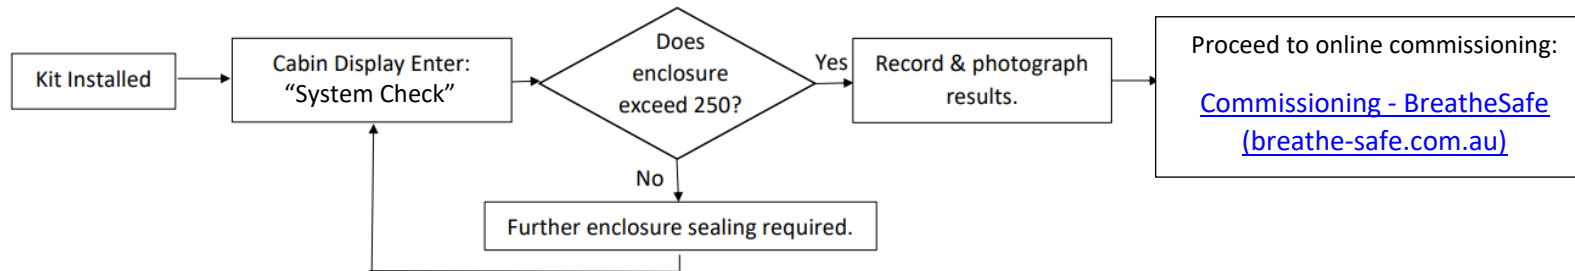 Kit Installed
Cabin Display Enter:
“System Check”
Does
enclosure
exceed 250?
Yes
Record & photograph
results.
Proceed to online commissioning:
Commissioning - BreatheSafe
(breathe-safe.com.au)
No
Further enclosure sealing required.